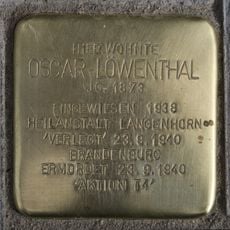 HIER WOHNTE
OSCAR LÖWENTHAL
JG. 1873
EINGEWIESEN 1938
HEILANSTALT LANGENHORN
'VERLEGT' 23.9.1940
BRANDENBURG
ERMORDET 23.9.1940
'AKTION T4'